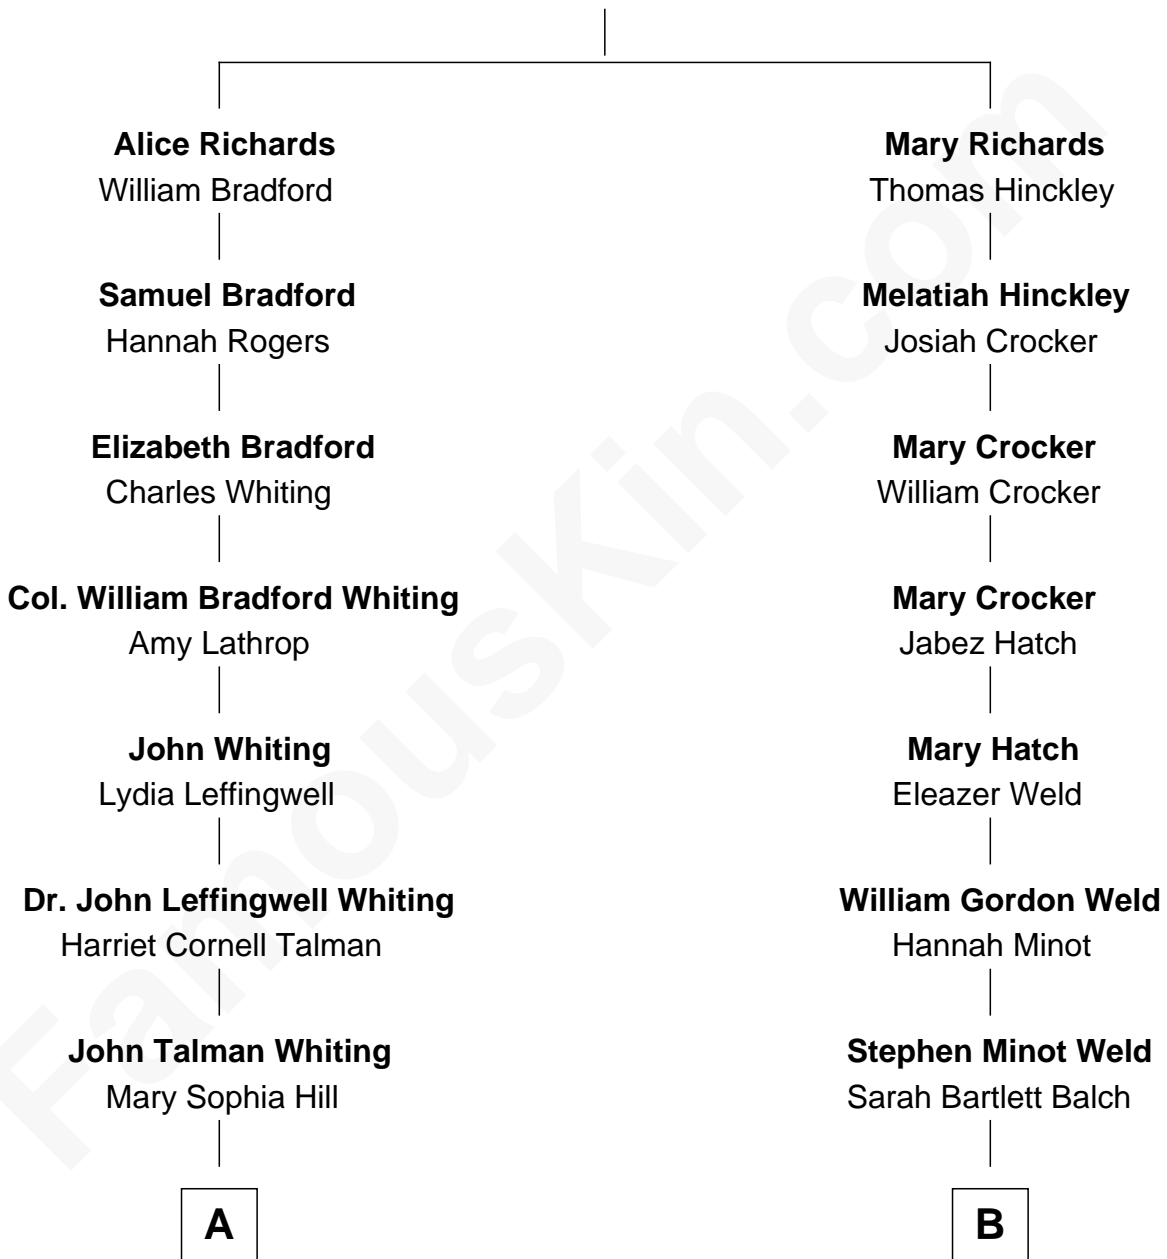 Alice Richards
William Bradford
Mary Richards
Thomas Hinckley
Samuel Bradford
Hannah Rogers
Melatiah Hinckley
Josiah Crocker
Elizabeth Bradford
Charles Whiting
Mary Crocker
William Crocker
Col. William Bradford Whiting
Amy Lathrop
Mary Crocker
Jabez Hatch
John Whiting
Lydia Leffingwell
Mary Hatch
Eleazer Weld
Dr. John Leffingwell Whiting
Harriet Cornell Talman
William Gordon Weld
Hannah Minot
John Talman Whiting
Mary Sophia Hill
Stephen Minot Weld
Sarah Bartlett Balch
A
B
FamousKin.com